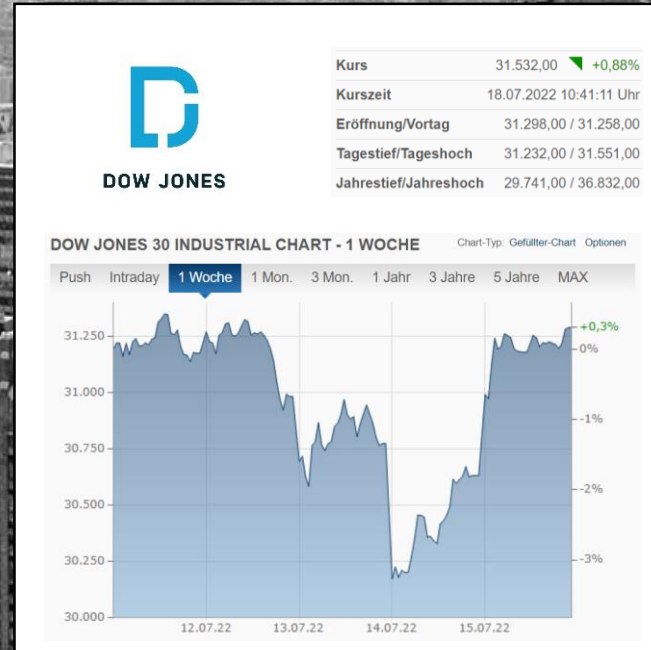 DOW JONES
Kurs 31.532,00 +0,88%
Kurszeit 18.07.2022 10:41:11 Uhr
Eröffnung/Vortag 31.298,00 / 31.258,00
Tagestief/Tageshoch 31.232,00 / 31.551,00
Jahrestief/Jahreshoch 29.741,00 / 36.832,00
DOW JONES 30 INDUSTRIAL CHART - 1 WOCHE Chart-Typ: Gefüllter-Chart Optionen
Push Intraday 1 Woche 1 Mon. 3 Mon. 1 Jahr 3 Jahre 5 Jahre MAX
31.250 +0,3%
0%
31.000
-1%
30.750
30.500 -2%
30.250 -3%
30.000
12.07.22 13.07.22 14.07.22 15.07.22